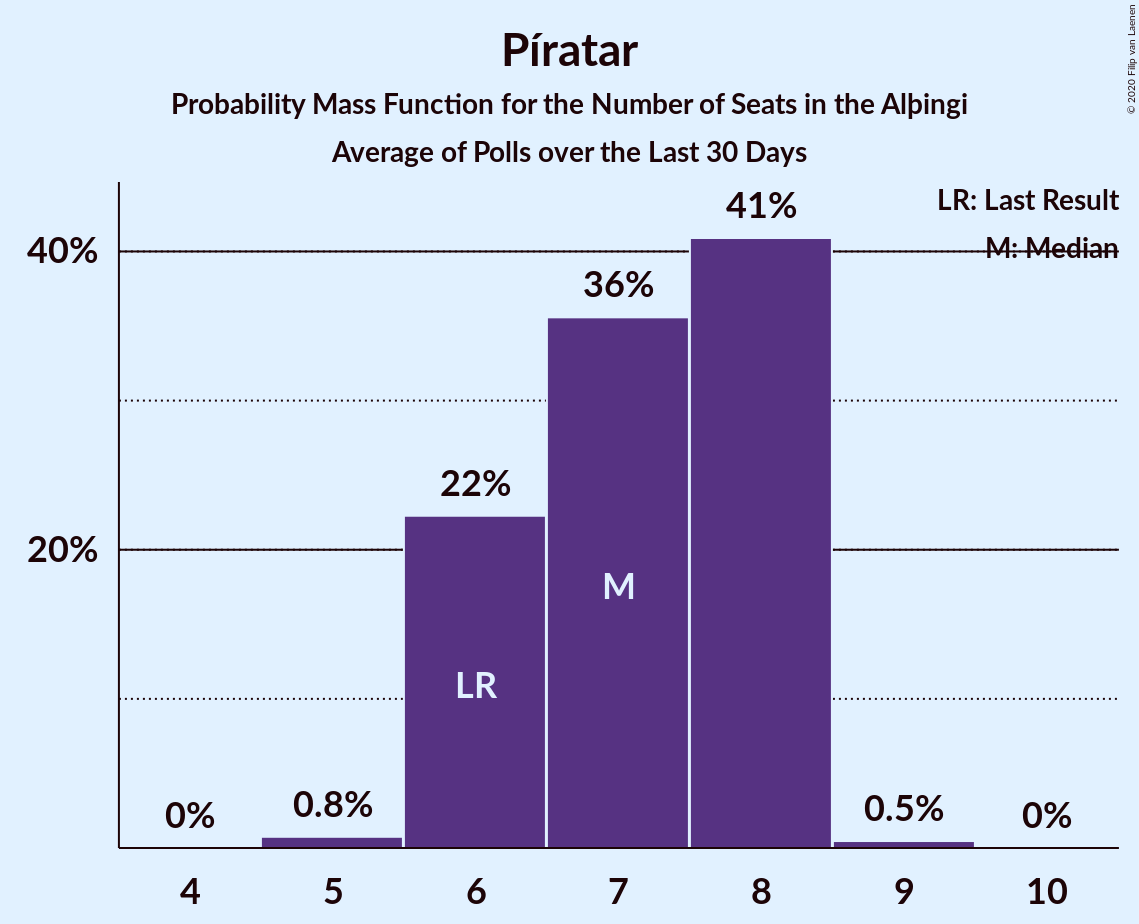 Píratar
Probability Mass Function for the Number of Seats in the Alþingi
Average of Polls over the Last 30 Days
© 2020 Filip van Laenen
LR: Last Result
M: Median
40%
20%
0%
0.8%
22%
36%
41%
0.5%
0%
LR
M
4
5
6
7
8
9
10